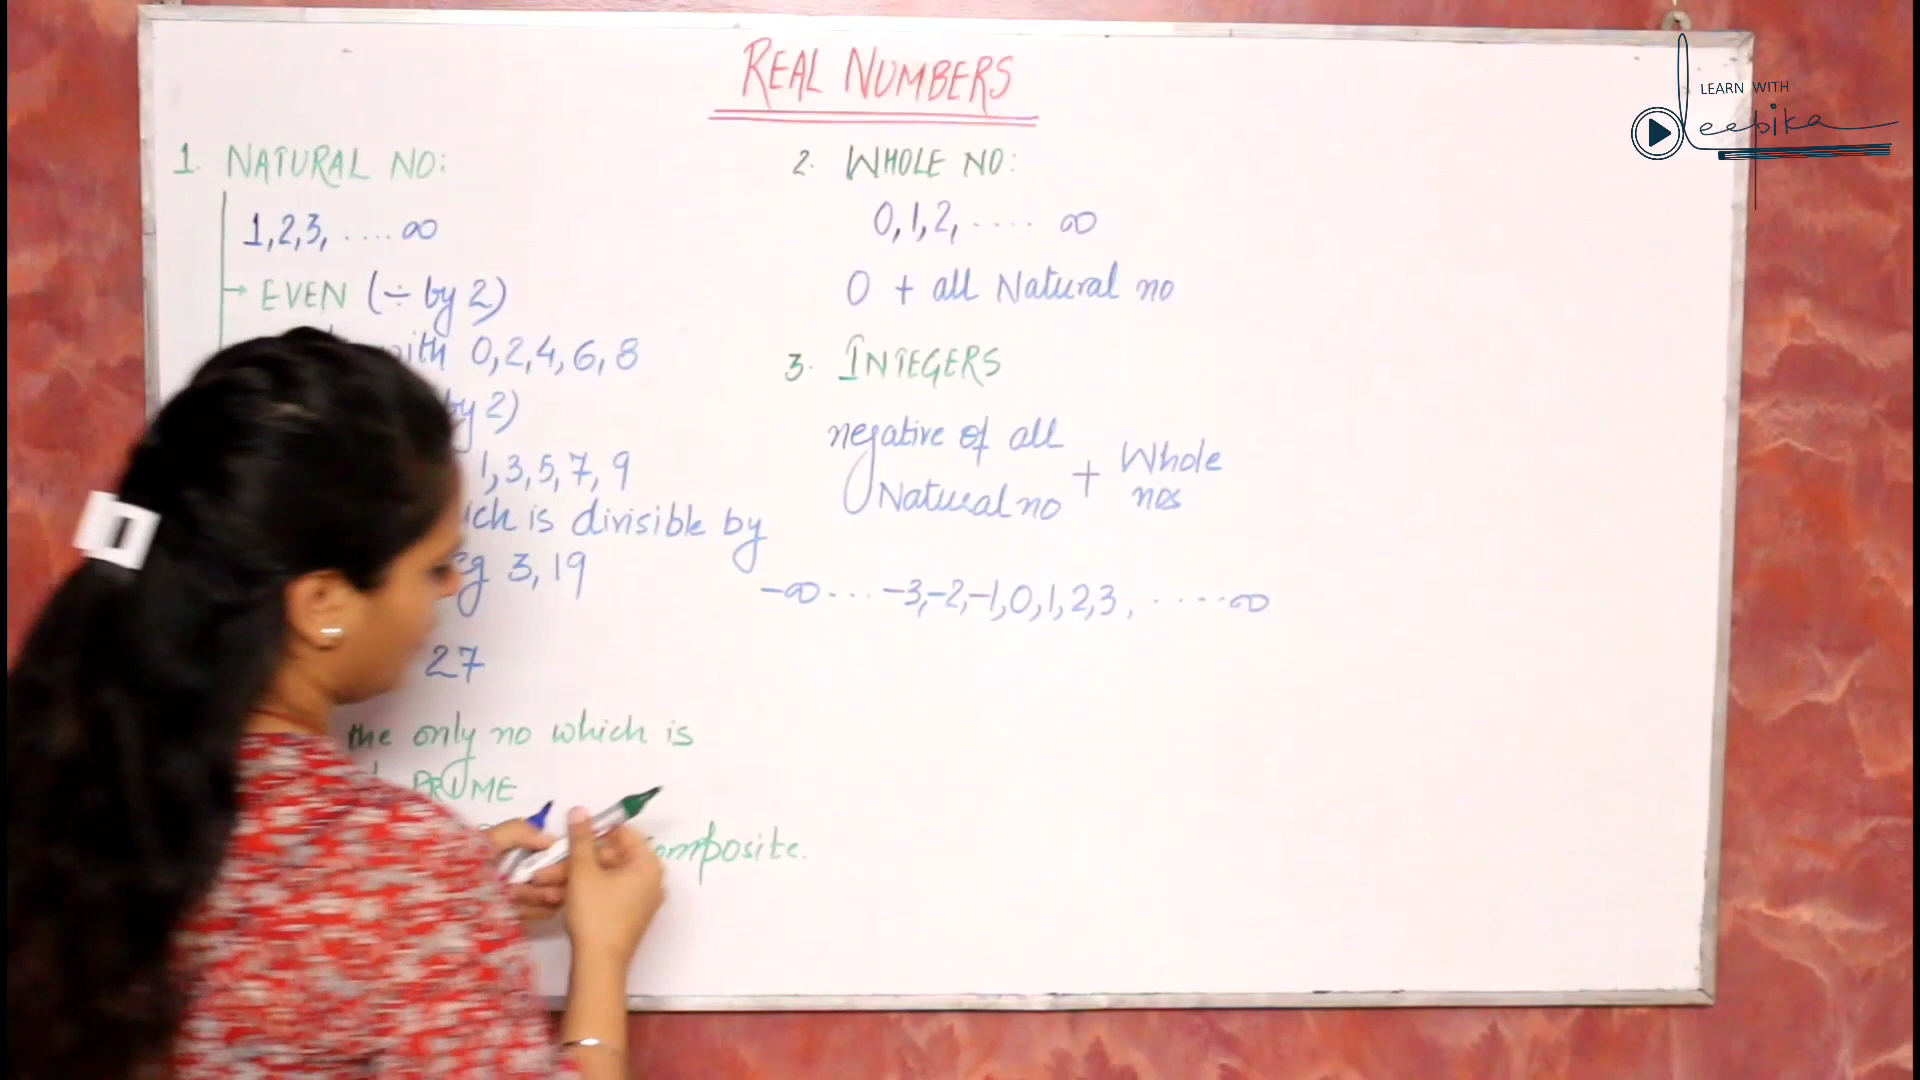 REAL NUMBERS
1. NATURAL NO:
1,2,3, ..... ∞
EVEN (÷ by 2)
with 0,2,4,6,8
by 2)
1,3,5,7,9
is divisible by
eg 3,19
27
the only no which is
PRIME
Composite.
2. WHOLE NO:
0,1,2, ..... ∞
0 + all Natural no
3. INTEGERS
negative of all
Natural no + Whole nos
-∞... -3,-2,-1,0,1,2,3, .....∞
LEARN WITH
Deepika